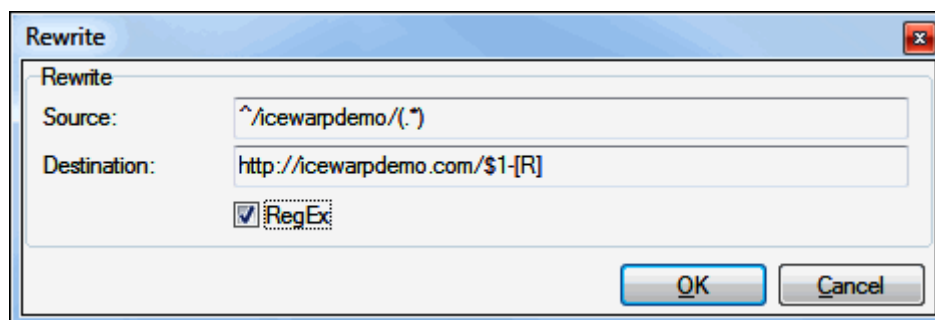 Rewrite
Rewrite
Source: ^/icewarpdemo/(.*)
Destination: http://icewarpdemo.com/$1-[R]
RegEx
OK Cancel